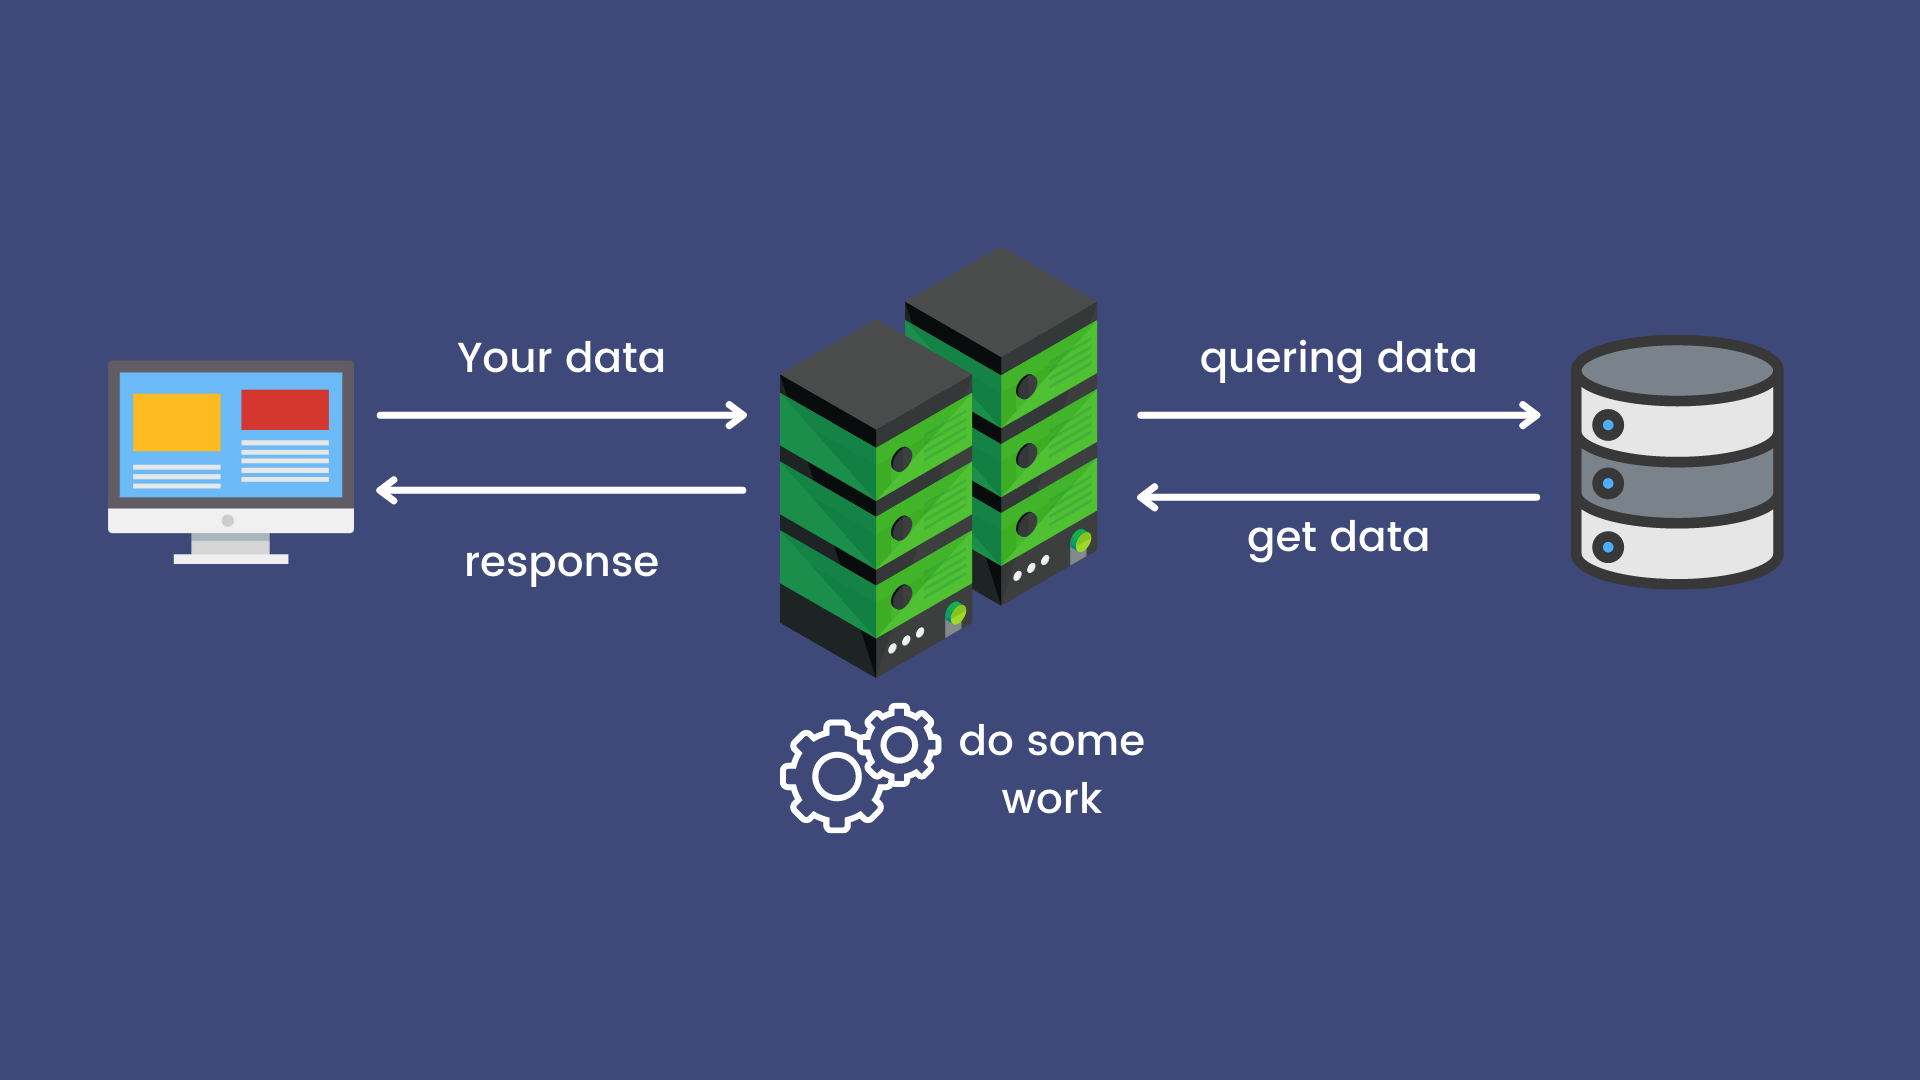 Your data
quering data
response
get data
do some
work